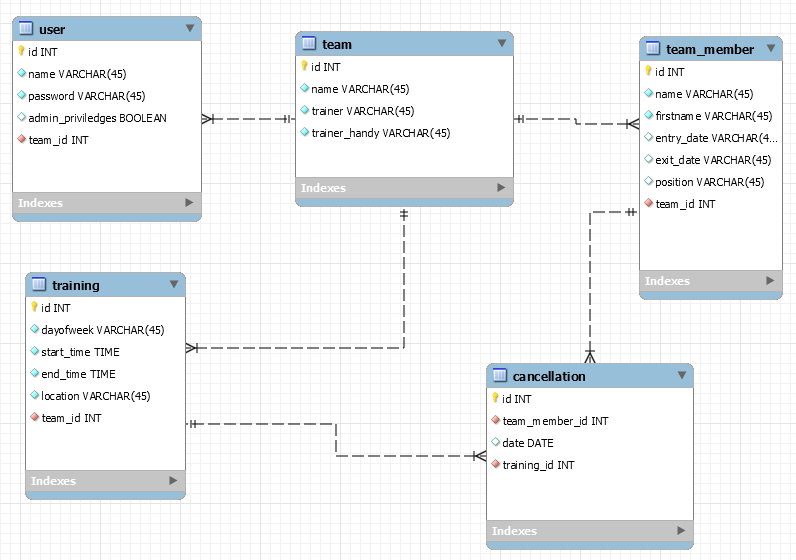 user
id INT
name VARCHAR(45)
password VARCHAR(45)
admin_priviledges BOOLEAN
team_id INT
Indexes
team
id INT
name VARCHAR(45)
trainer VARCHAR(45)
trainer_handy VARCHAR(45)
Indexes
team_member
id INT
name VARCHAR(45)
firstname VARCHAR(45)
entry_date VARCHAR(4...
exit_date VARCHAR(45)
position VARCHAR(45)
team_id INT
Indexes
training
id INT
dayofweek VARCHAR(45)
start_time TIME
end_time TIME
location VARCHAR(45)
team_id INT
Indexes
cancellation
id INT
team_member_id INT
date DATE
training_id INT
Indexes